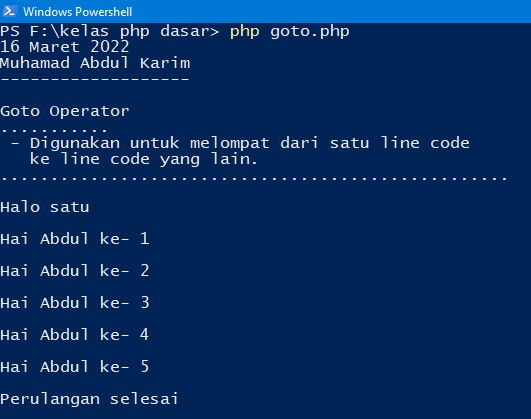 Windows Powershell
PS F:\kelas php dasar> php goto.php
16 Maret 2022
Muhamad Abdul Karim
-------------------
Goto Operator
...........
- Digunakan untuk melompat dari satu line code
ke line code yang lain.
...................................................
Halo satu
Hai Abdul ke- 1
Hai Abdul ke- 2
Hai Abdul ke- 3
Hai Abdul ke- 4
Hai Abdul ke- 5
Perulangan selesai